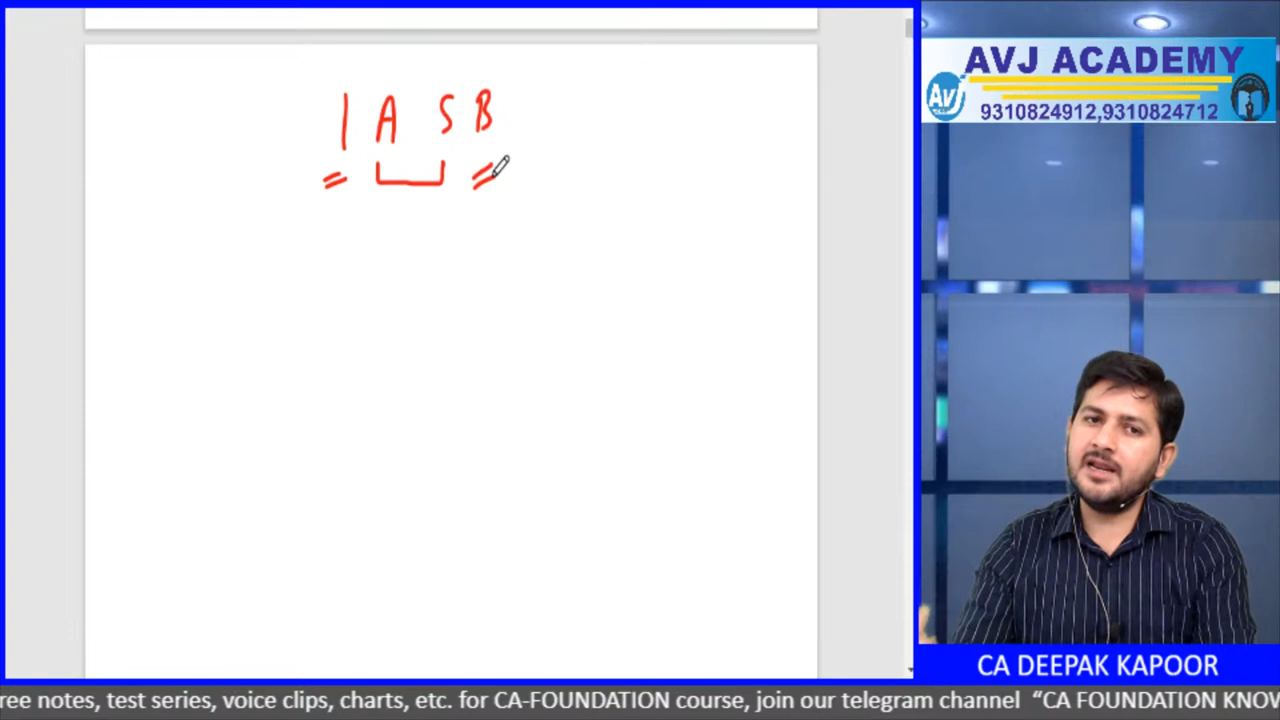 I A S B
AVJ ACADEMY
AV
9310824912,9310824712
CA DEEPAK KAPOOR
ree notes, test series, voice clips, charts, etc. for CA-FOUNDATION course, join our telegram channel “CA FOUNDATION KNOW